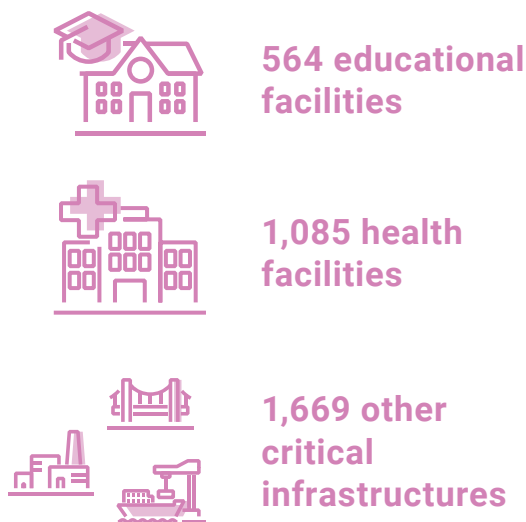 564 educational
facilities
1,085 health
facilities
1,669 other
critical
infrastructures